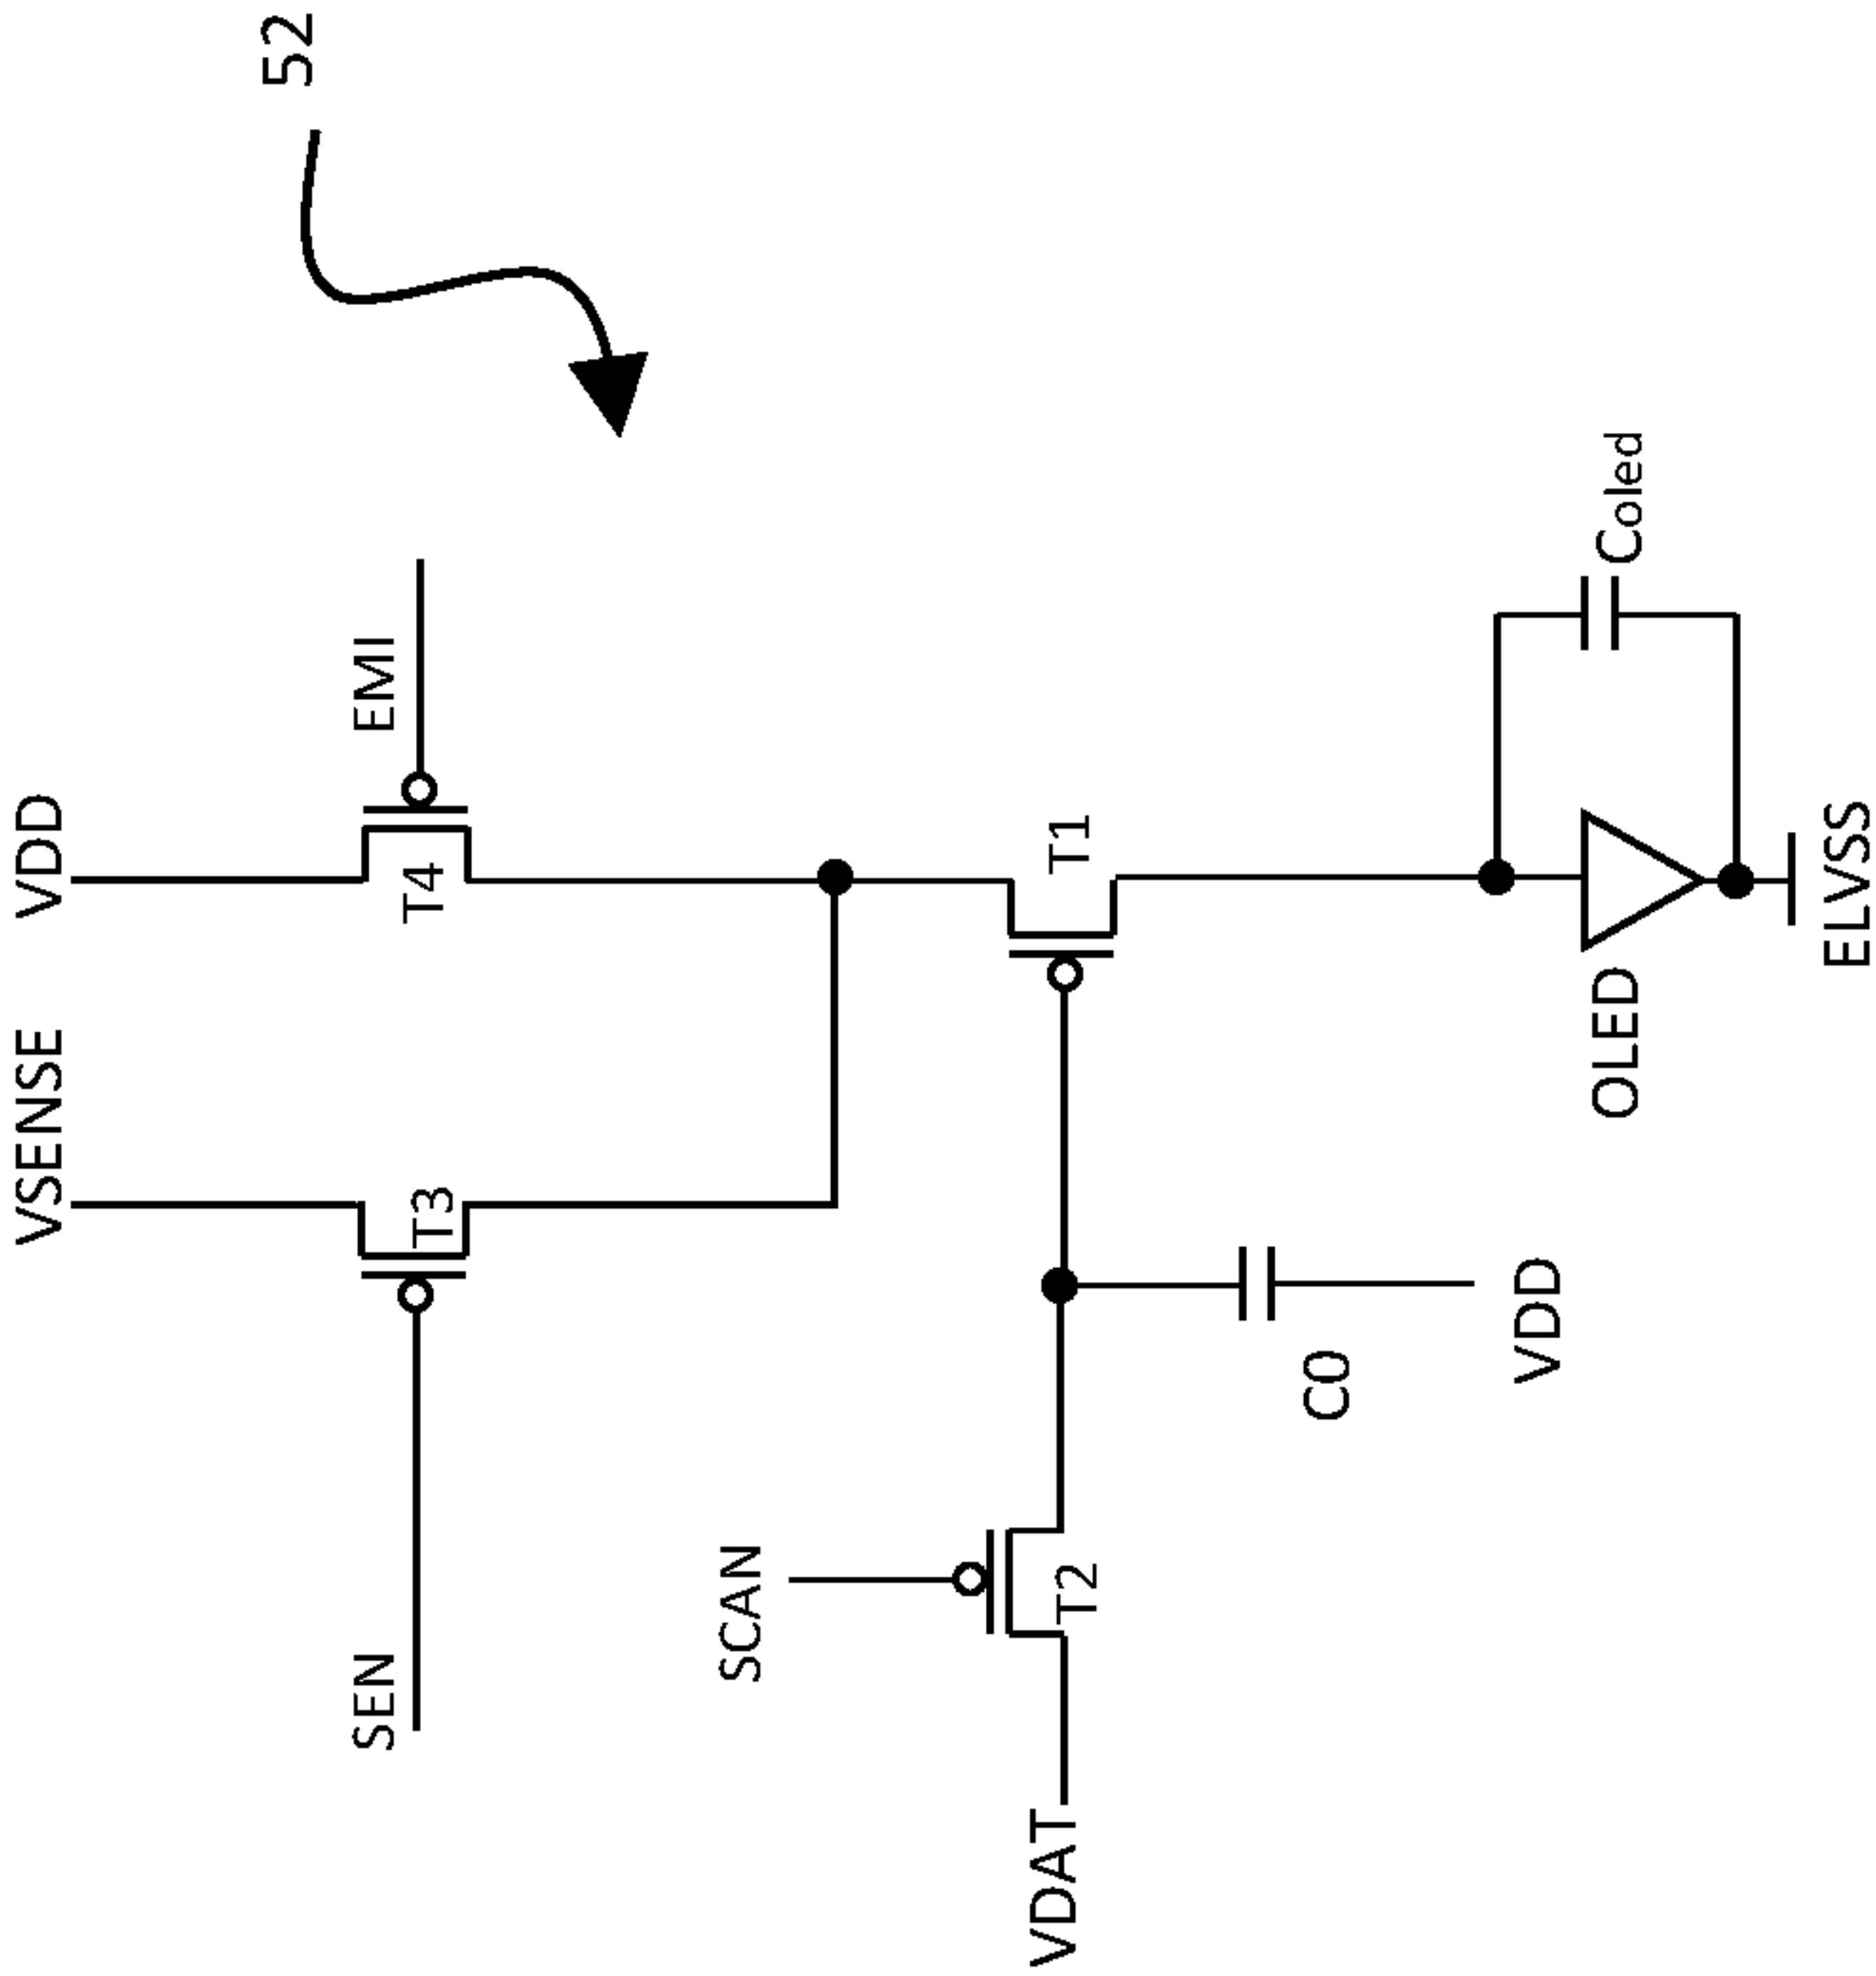 52
VDD
VSENSE
EMI
T4
T3
SEN
T1
SCAN
T2
VDAT
C0
VDD
Coled
OLED
ELVSS